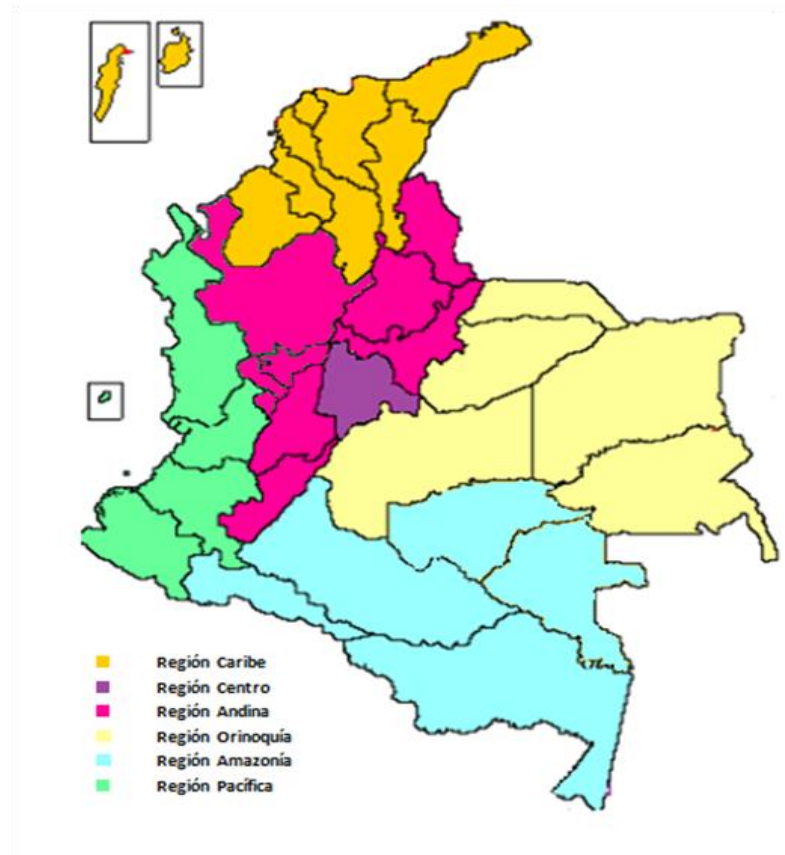 Región Caribe
Región Centro
Región Andina
Región Orinoquía
Región Amazonía
Región Pacífica